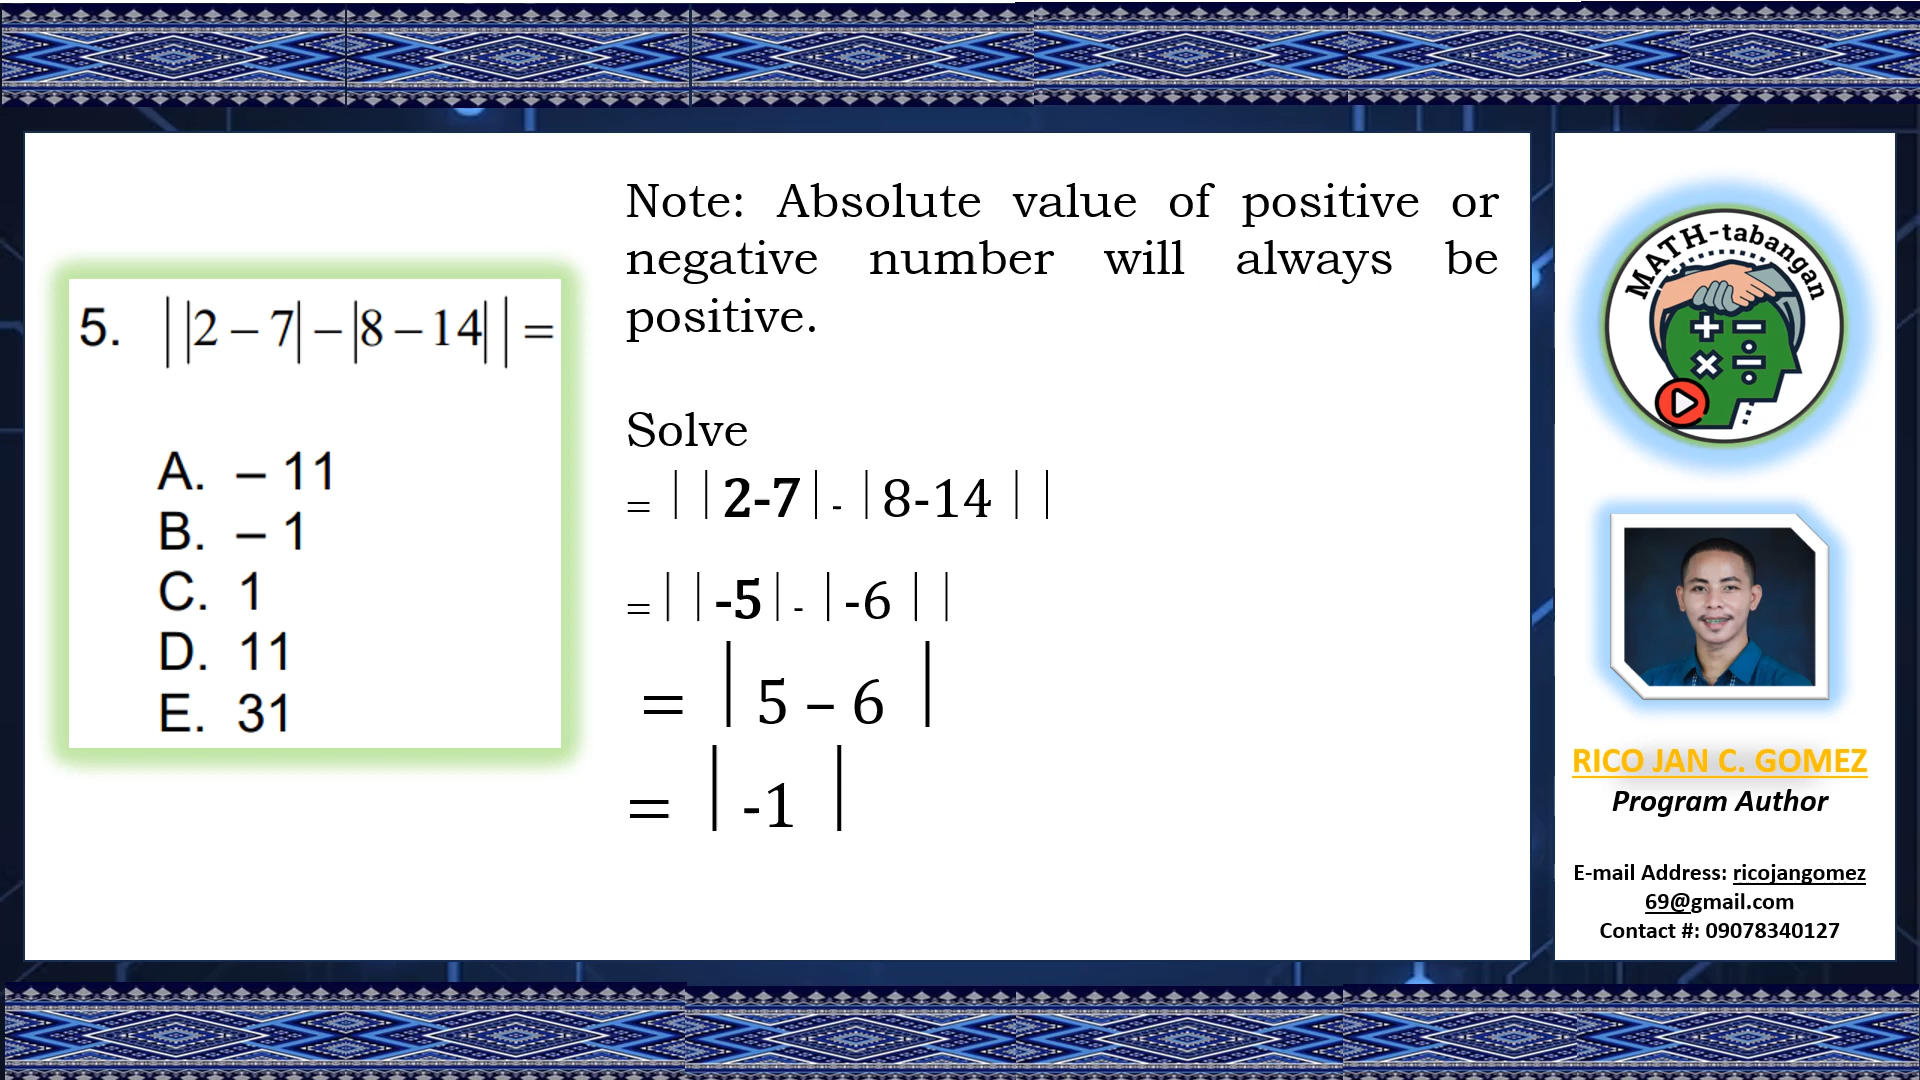 5. ||2 – 7| – |8 – 14|| =
A. – 11
B. – 1
C. 1
D. 11
E. 31
Note: Absolute value of positive or
negative number will always be
positive.
Solve
= | | 2-7 | - | 8-14 | |
= | | -5 | - | -6 | |
= | 5 – 6 |
= | -1 |
MATH-tabangan
RICO JAN C. GOMEZ
Program Author
E-mail Address: ricojangomez
69@gmail.com
Contact #: 09078340127